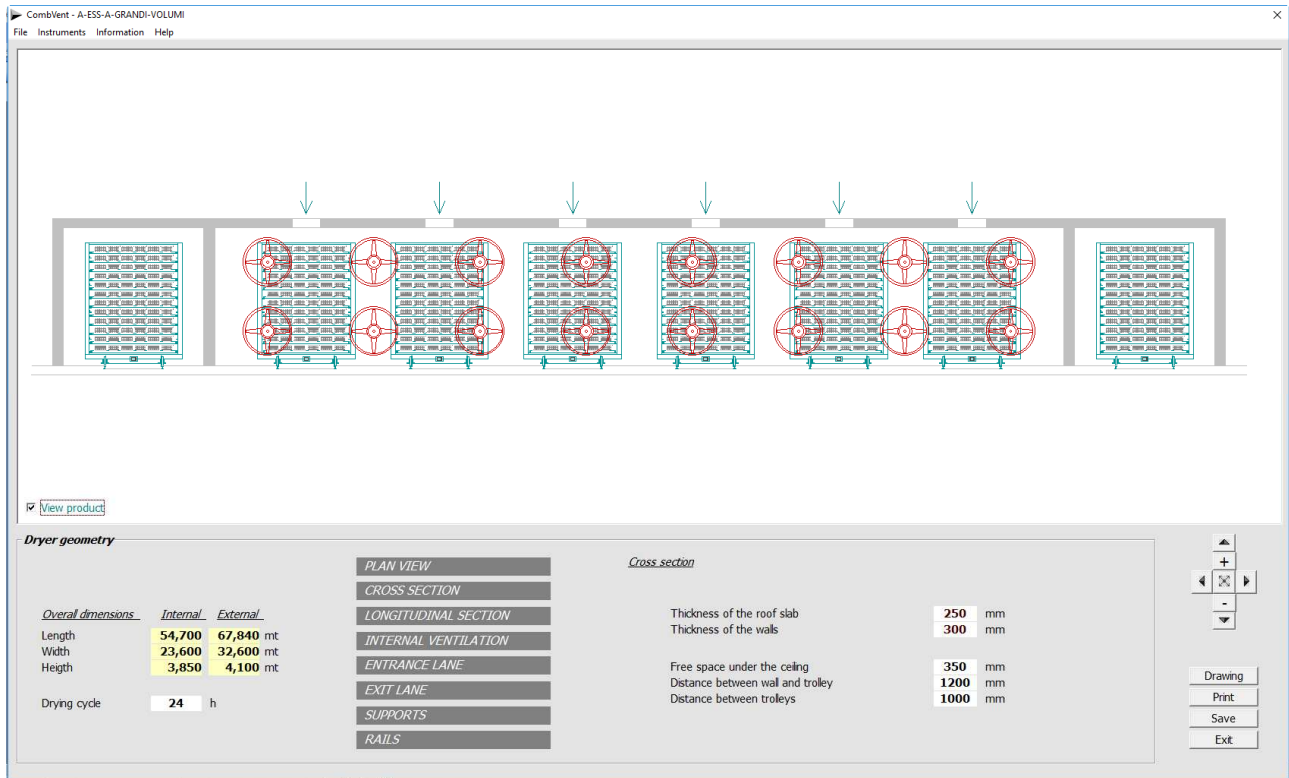 CombVent - A-ESS-A-GRANDI-VOLUMI
File Instruments Information Help
View product
Dryer geometry
Overall dimensions Internal External
Length 54,700 67,840 mt
Width 23,600 32,600 mt
Heigth 3,850 4,100 mt
Drying cycle 24 h
PLAN VIEW
CROSS SECTION
LONGITUDINAL SECTION
INTERNAL VENTILATION
ENTRANCE LANE
EXIT LANE
SUPPORTS
RAILS
Cross section
Thickness of the roof slab 250 mm
Thickness of the walls 300 mm
Free space under the ceiling 350 mm
Distance between wall and trolley 1200 mm
Distance between trolleys 1000 mm
+
-
Drawing
Print
Save
Exit